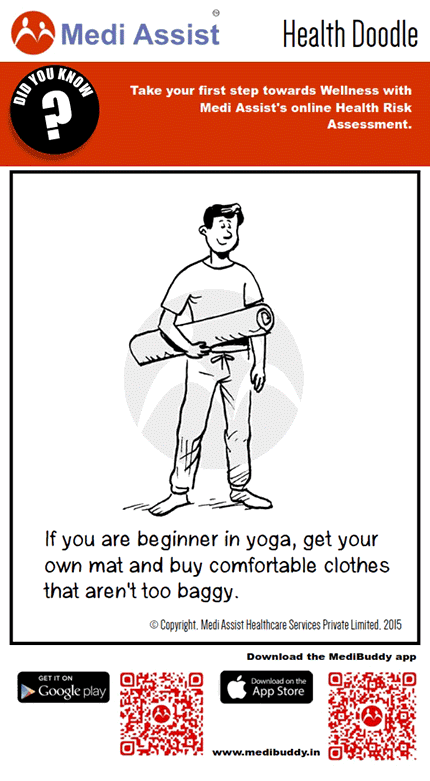 Medi Assist
Health Doodle
DID YOU KNOW
?
Take your first step towards Wellness with
Medi Assist's online Health Risk
Assessment.
If you are beginner in yoga, get your
own mat and buy comfortable clothes
that aren't too baggy.
© Copyright. Medi Assist Healthcare Services Private Limited. 2015
Download the MediBuddy app
GET IT ON
Google play
Download on the
App Store
www.medibuddy.in